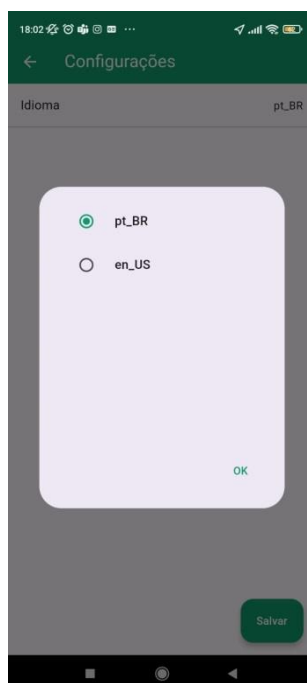 18:02
Configurações
Idioma pt_BR
pt_BR
en_US
OK
Salvar